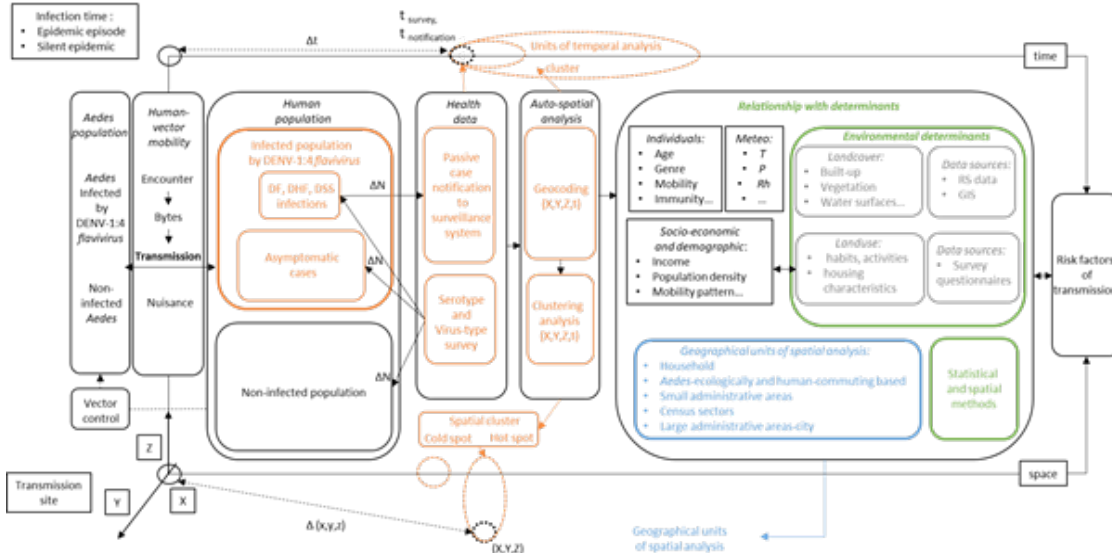 Infection time :
• Epidemic episode
• Silent epidemic
Δt
t survey,
t notification
Units of temporal analysis
cluster
time
Aedes
population
Aedes
Infected by
DENV-1:4
flavivirus
Non-
infected
Aedes
Vector
control
Human-
vector
mobility
Encounter
Bytes
Transmission
Nuisance
Human
population
Infected population
by DENV-1:4 flavivirus
DF, DHF, DSS
infections
Asymptomatic
cases
Non-infected population
ΔN
ΔN
ΔN
Health
data
Passive
case
notification to
surveillance
system
Serotype
and
Virus-type
survey
Auto-spatial
analysis
Geocoding
(X,Y,Z,t)
Clustering
analysis
(X,Y,Z,t)
Spatial cluster
Cold spot Hot spot
Relationship with determinants
Individuals:
• Age
• Genre
• Mobility
• Immunity...
Meteo:
• T
• P
• Rh
• ...
Socio-economic
and demographic:
• Income
• Population density
• Mobility pattern...
Environmental determinants
Landcover:
• Built-up
• Vegetation
• Water surfaces...
Data sources:
• RS data
• GIS
Landuse:
• habits, activities
• housing
characteristics
Data sources:
• Survey
questionnaires
Geographical units of spatial analysis:
• Household
• Aedes-ecologically and human-commuting based
• Small administrative areas
• Census sectors
• Large administrative areas-city
Statistical
and spatial
methods
Risk factors
of
transmission
Z
Transmission
site
Y
X
space
Δ (x,y,z)
(X,Y,Z)
Geographical units
of spatial analysis